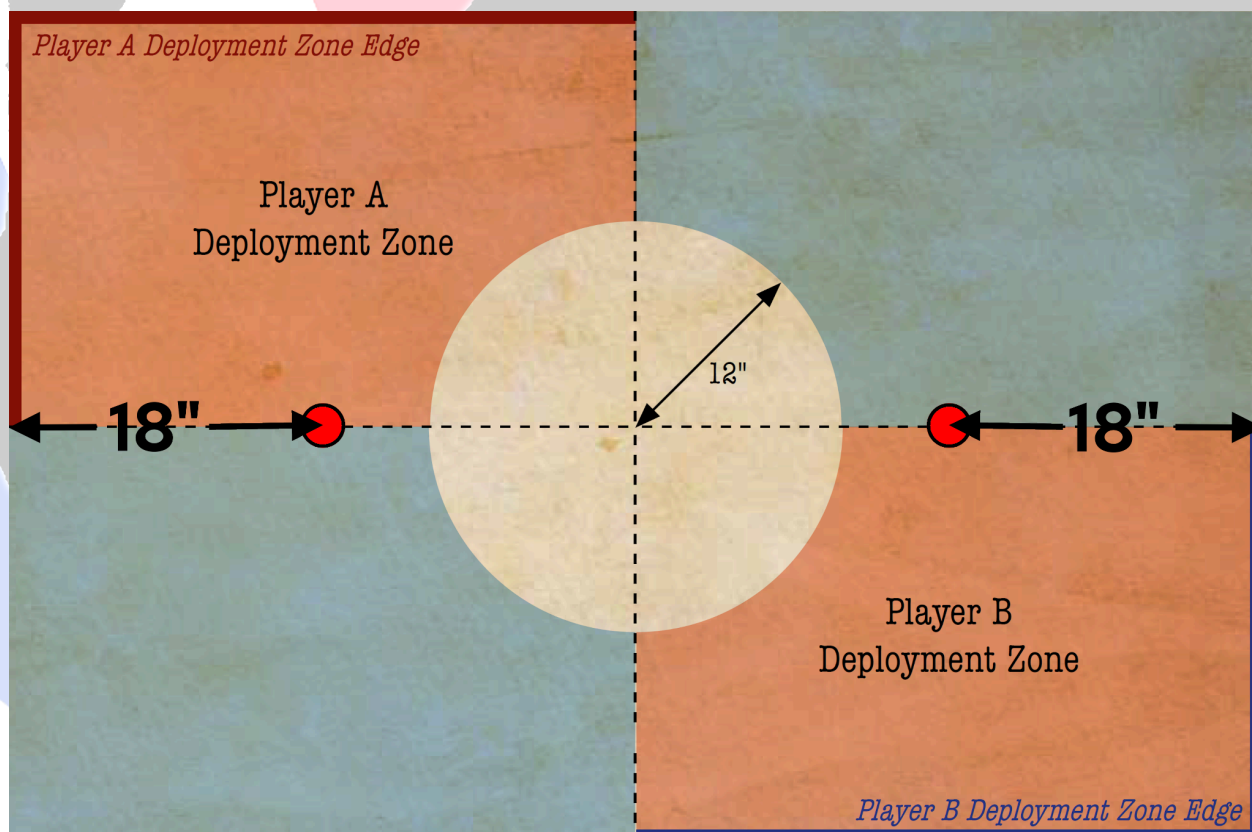 Player A Deployment Zone Edge
Player A
Deployment Zone
12"
18"
18"
Player B
Deployment Zone
Player B Deployment Zone Edge